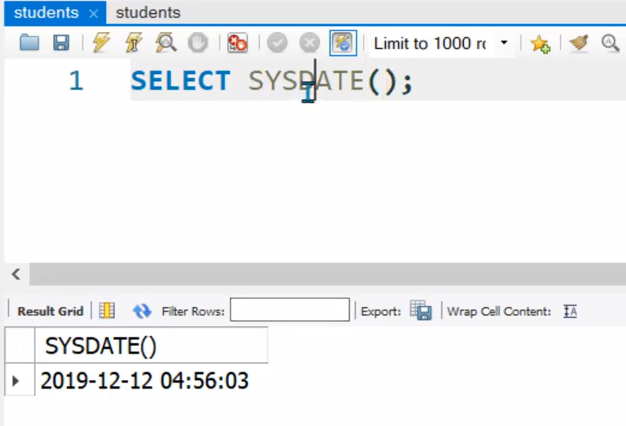 students × students
Limit to 1000 rc
1 SELECT SYSDATE();
Result Grid Filter Rows: Export: Wrap Cell Content:
SYSDATE()
2019-12-12 04:56:03